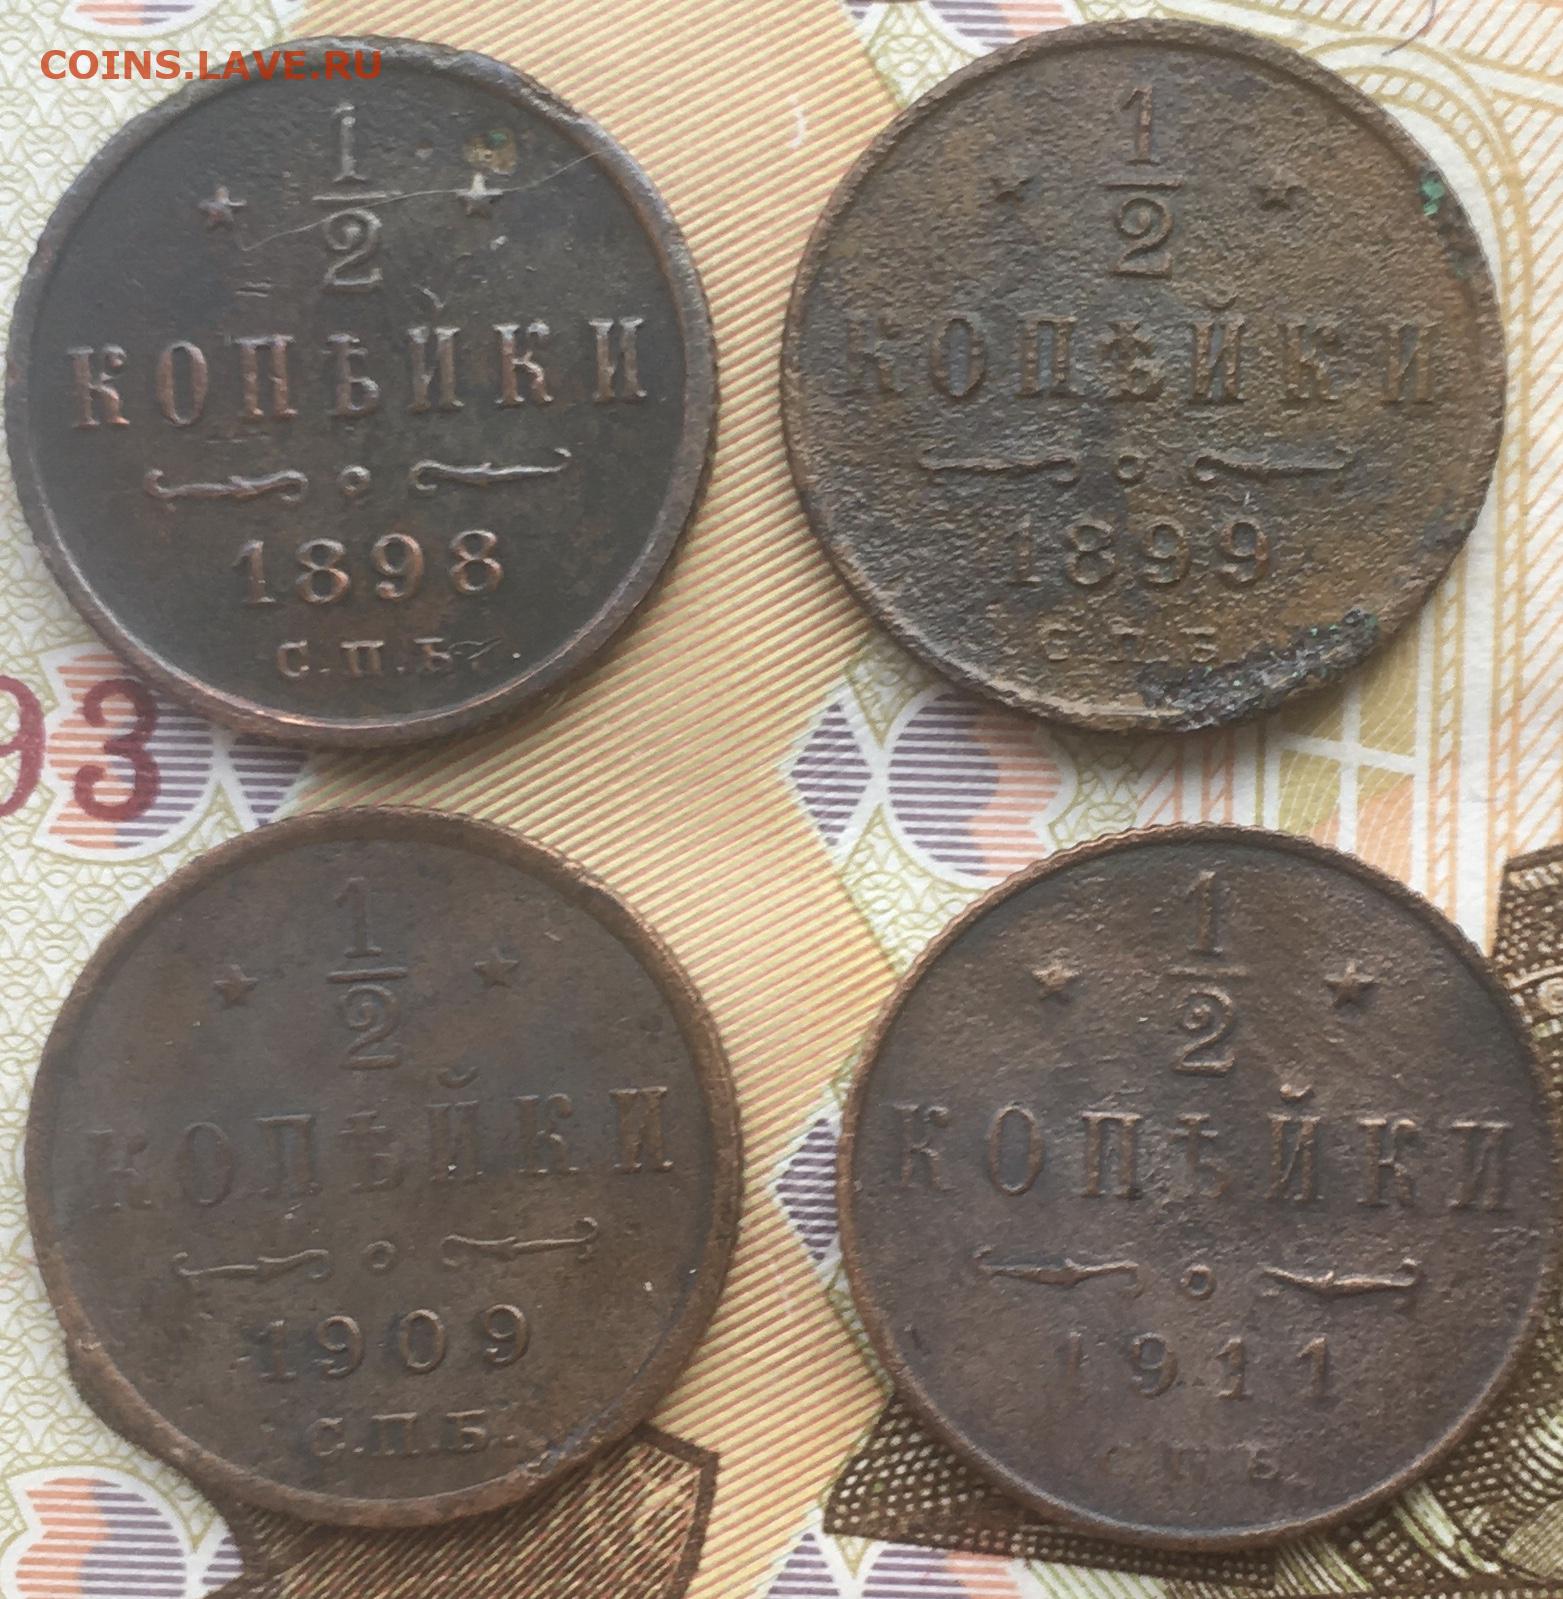 COINS.LAVE.RU
1
2
КОПѢЙКИ
1898
С.П.Б.
1
2
КОПѢЙКИ
1899
С.П.Б
93
1
2
КОПѢЙКИ
1909
С.П.Б.
1
2
КОПѢЙКИ
1911
С.П.Б.